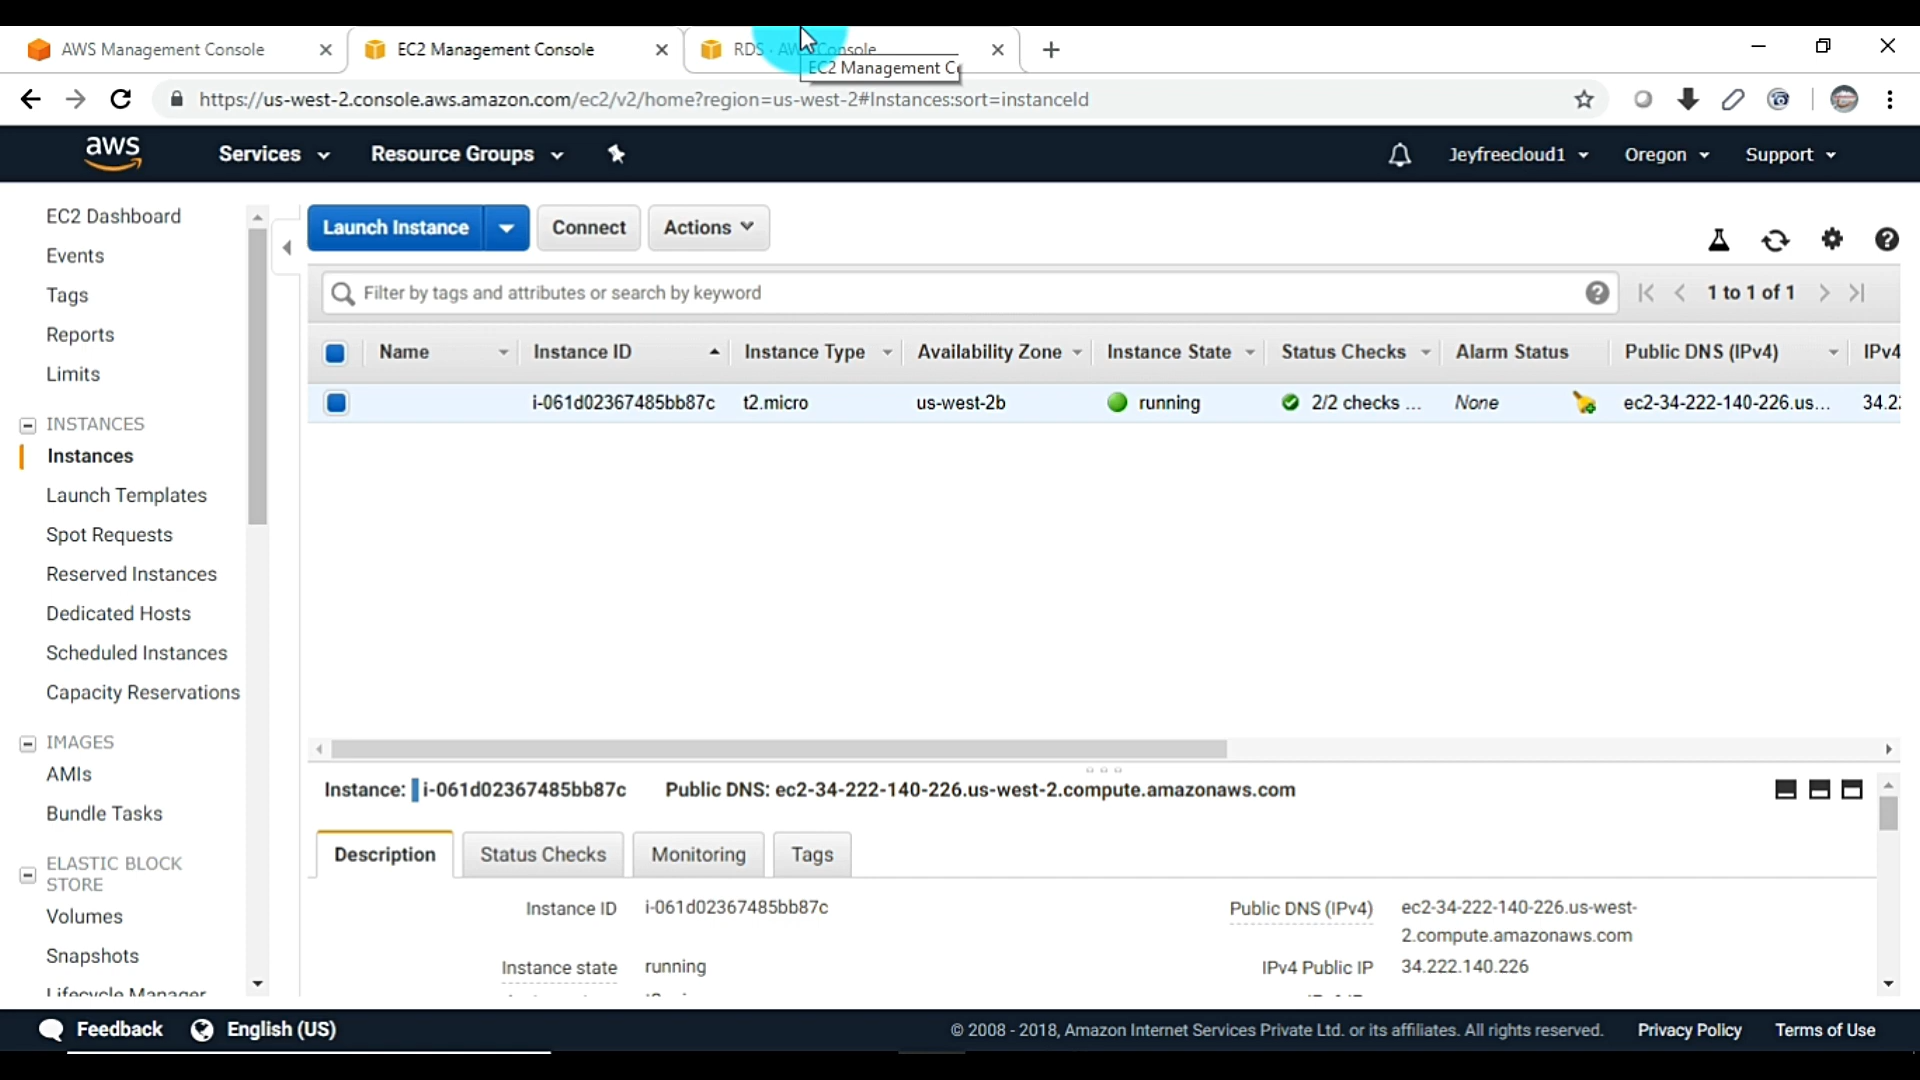 AWS Management Console
EC2 Management Console
RDS - AWS Console
EC2 Management Co
https://us-west-2.console.aws.amazon.com/ec2/v2/home?region=us-west-2#Instances:sort=instanceId
aws
Services
Resource Groups
Jeyfreecloud1
Oregon
Support
EC2 Dashboard
Events
Tags
Reports
Limits
INSTANCES
Instances
Launch Templates
Spot Requests
Reserved Instances
Dedicated Hosts
Scheduled Instances
Capacity Reservations
IMAGES
AMIs
Bundle Tasks
ELASTIC BLOCK
STORE
Volumes
Snapshots
Lifecycle Manager
Launch Instance
Connect
Actions
Filter by tags and attributes or search by keyword
1 to 1 of 1
Name Instance ID Instance Type Availability Zone Instance State Status Checks Alarm Status Public DNS (IPv4) IPv4
i-061d02367485bb87c t2.micro us-west-2b running 2/2 checks ... None ec2-34-222-140-226.us... 34.2
Instance: i-061d02367485bb87c Public DNS: ec2-34-222-140-226.us-west-2.compute.amazonaws.com
Description
Status Checks
Monitoring
Tags
Instance ID i-061d02367485bb87c
Public DNS (IPv4) ec2-34-222-140-226.us-west-
2.compute.amazonaws.com
Instance state running
IPv4 Public IP 34.222.140.226
Feedback
English (US)
© 2008 - 2018, Amazon Internet Services Private Ltd. or its affiliates. All rights reserved.
Privacy Policy
Terms of Use